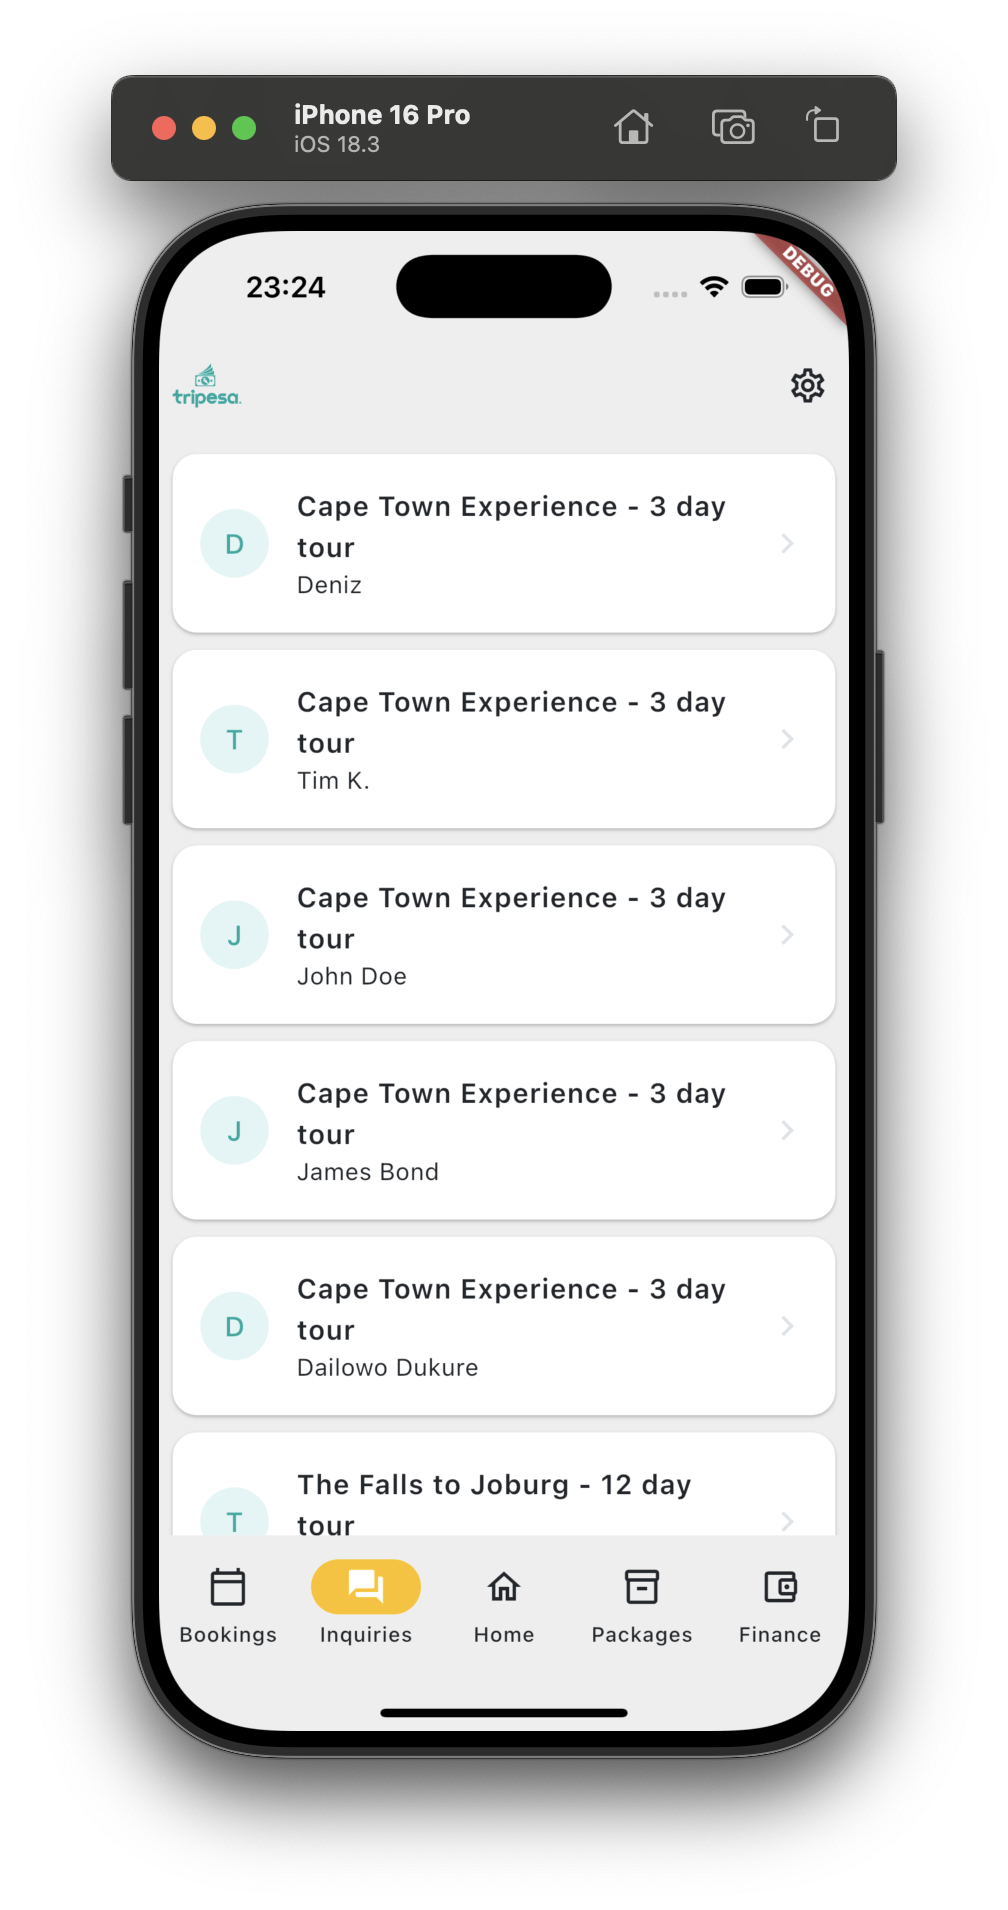 iPhone 16 Pro
iOS 18.3
23:24
DEBUG
tripesa.
Cape Town Experience - 3 day
tour
D
Deniz
Cape Town Experience - 3 day
tour
T
Tim K.
Cape Town Experience - 3 day
tour
J
John Doe
Cape Town Experience - 3 day
tour
J
James Bond
Cape Town Experience - 3 day
tour
D
Dailowo Dukure
The Falls to Joburg - 12 day
tour
T
Bookings
Inquiries
Home
Packages
Finance